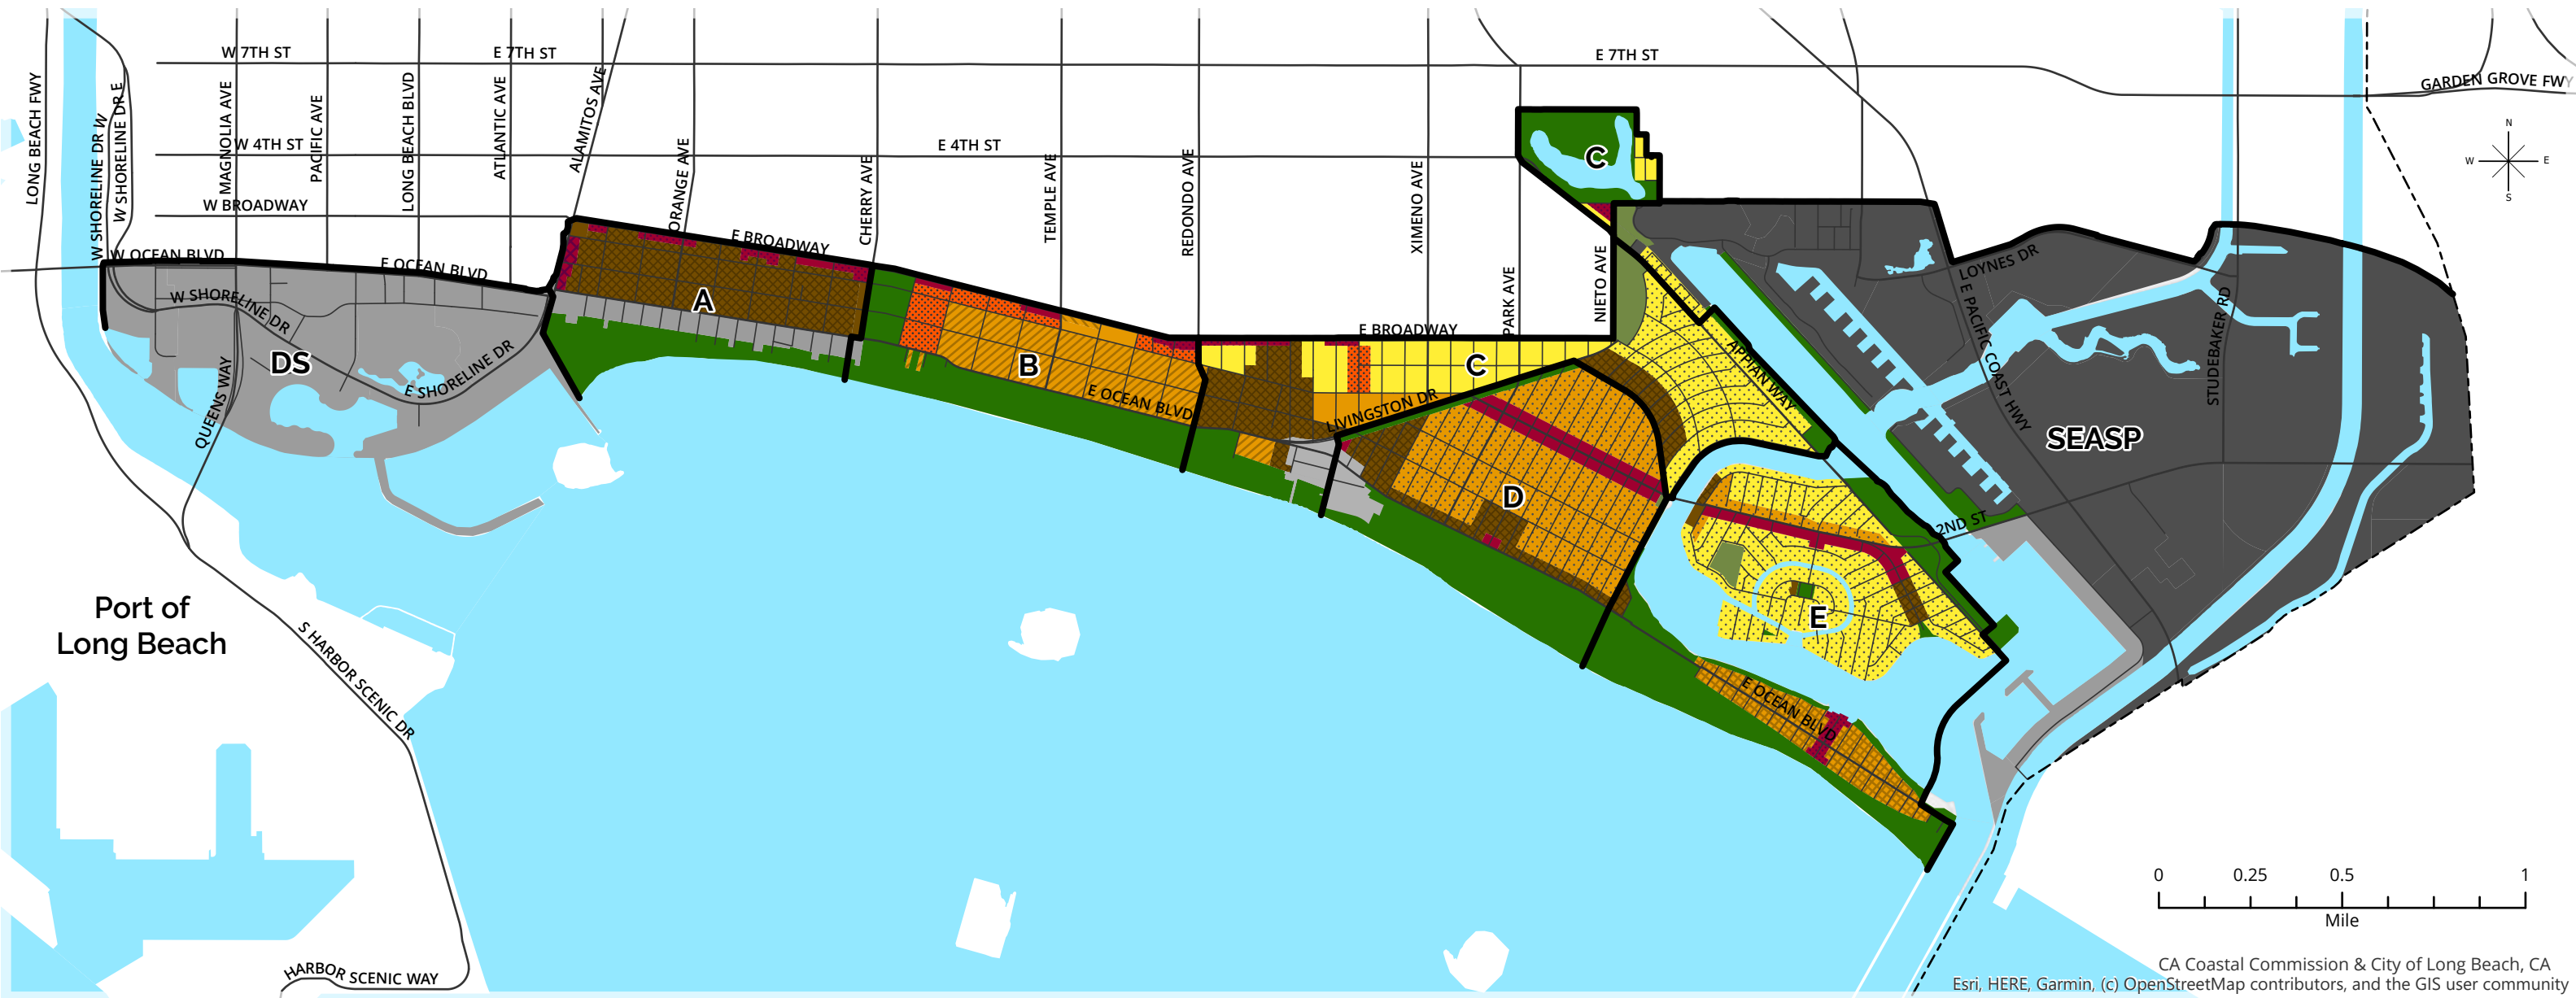 W 7TH ST
E 7TH ST
E 7TH ST
GARDEN GROVE FWY
LONG BEACH FWY
W SHORELINE DR W
W SHORELINE DR E
MAGNOLIA AVE
PACIFIC AVE
LONG BEACH BLVD
ATLANTIC AVE
ALAMITOS AVE
ORANGE AVE
CHERRY AVE
TEMPLE AVE
REDONDO AVE
XIMENO AVE
PARK AVE
NIETO AVE
W 4TH ST
E 4TH ST
C
N
W
E
S
W BROADWAY
E BROADWAY
W OCEAN BLVD
E OCEAN BLVD
LOYNES DR
E PACIFIC COAST HWY
STUDEBAKER RD
W SHORELINE DR
A
E BROADWAY
DS
B
C
APPIAN WAY
E SHORELINE DR
QUEENS WAY
E OCEAN BLVD
LIVINGSTON DR
SEASP
D
2ND ST
Port of
Long Beach
E
S HARBOR SCENIC DR
E OCEAN BLVD
0
0.25
0.5
1
Mile
HARBOR SCENIC WAY
CA Coastal Commission & City of Long Beach, CA
Esri, HERE, Garmin, (c) OpenStreetMap contributors, and the GIS user community